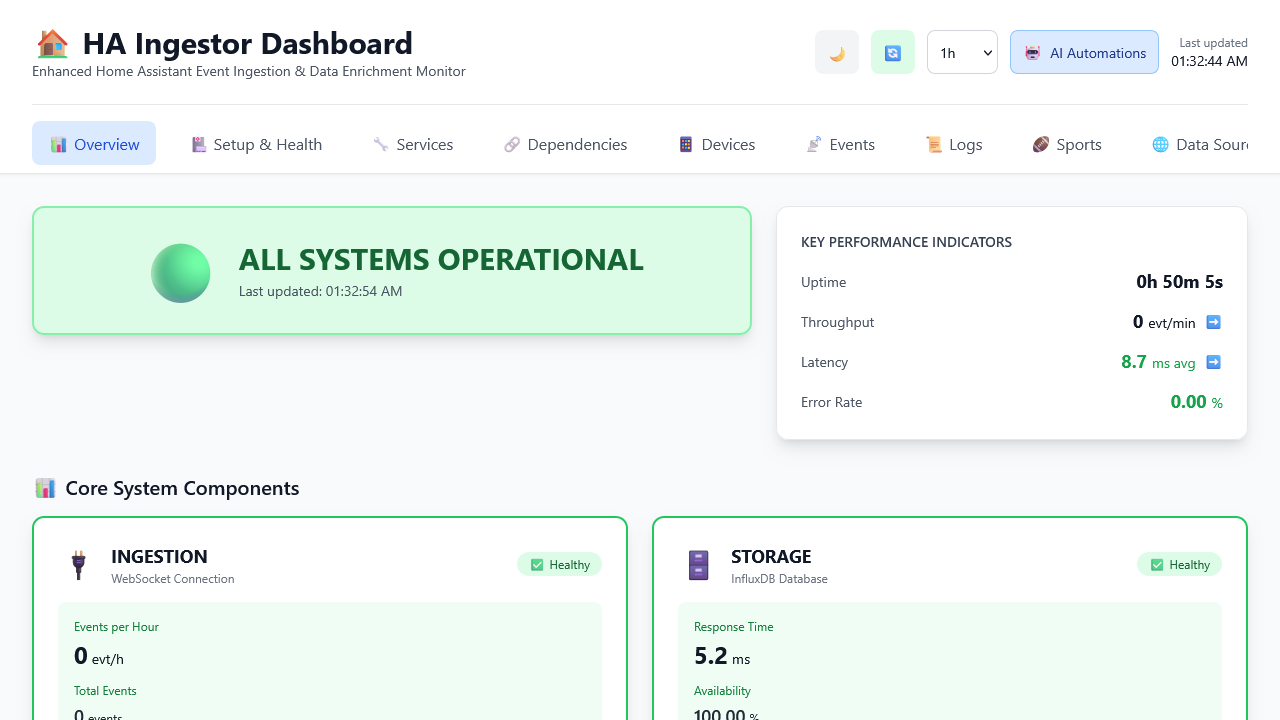 HA Ingestor Dashboard
Enhanced Home Assistant Event Ingestion & Data Enrichment Monitor
1h
AI Automations
Last updated
01:32:44 AM
Overview
Setup & Health
Services
Dependencies
Devices
Events
Logs
Sports
Data Sour
ALL SYSTEMS OPERATIONAL
Last updated: 01:32:54 AM
KEY PERFORMANCE INDICATORS
Uptime
0h 50m 5s
Throughput
0 evt/min
Latency
8.7 ms avg
Error Rate
0.00 %
Core System Components
INGESTION
WebSocket Connection
Healthy
Events per Hour
0 evt/h
Total Events
0 events
STORAGE
InfluxDB Database
Healthy
Response Time
5.2 ms
Availability
100.00 %